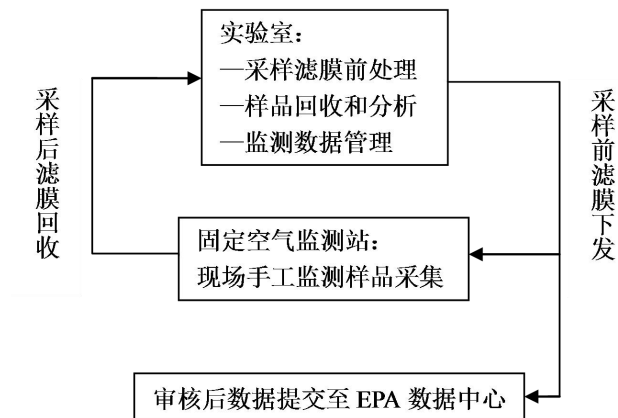 实验室：
—采样滤膜前处理
—样品回收和分析
—监测数据管理
采样后滤膜回收
采样前滤膜下发
固定空气监测站：
现场手工监测样品采集
审核后数据提交至 EPA 数据中心